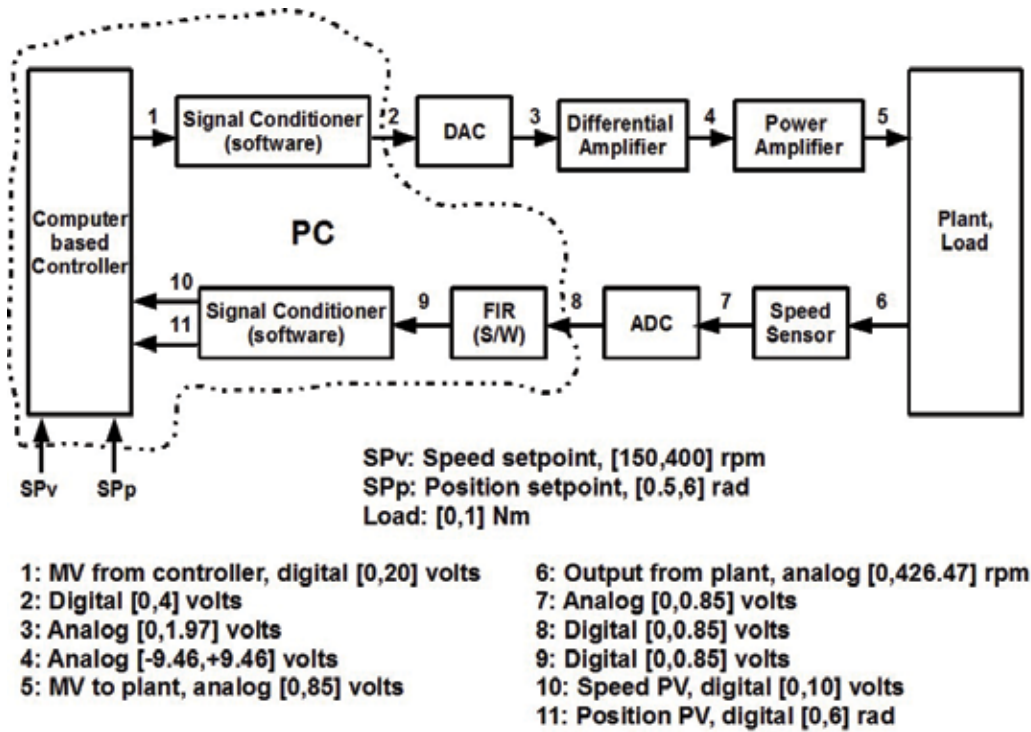 1
Signal Conditioner
(software)
2
DAC
3
Differential
Amplifier
4
Power
Amplifier
5
Computer
based
Controller
PC
Plant,
Load
10
11
Signal Conditioner
(software)
9
FIR
(S/W)
8
ADC
7
Speed
Sensor
6
SPv
SPp
SPv: Speed setpoint, [150,400] rpm
SPp: Position setpoint, [0.5,6] rad
Load: [0,1] Nm
1: MV from controller, digital [0,20] volts
2: Digital [0,4] volts
3: Analog [0,1.97] volts
4: Analog [-9.46,+9.46] volts
5: MV to plant, analog [0,85] volts
6: Output from plant, analog [0,426.47] rpm
7: Analog [0,0.85] volts
8: Digital [0,0.85] volts
9: Digital [0,0.85] volts
10: Speed PV, digital [0,10] volts
11: Position PV, digital [0,6] rad